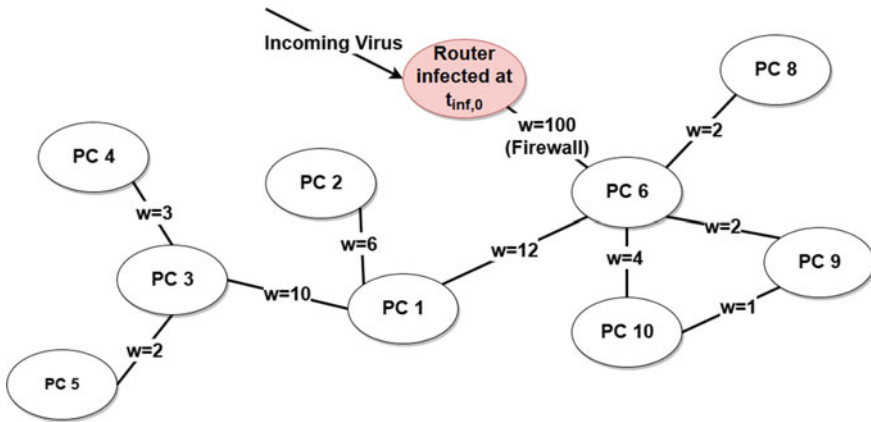 Incoming Virus
Router
infected at
t_inf,0
PC 8
w=100
(Firewall)
w=2
PC 4
PC 2
PC 6
w=3
w=6
w=12
w=2
w=4
PC 9
PC 3
w=10
PC 1
PC 10
w=1
w=2
PC 5